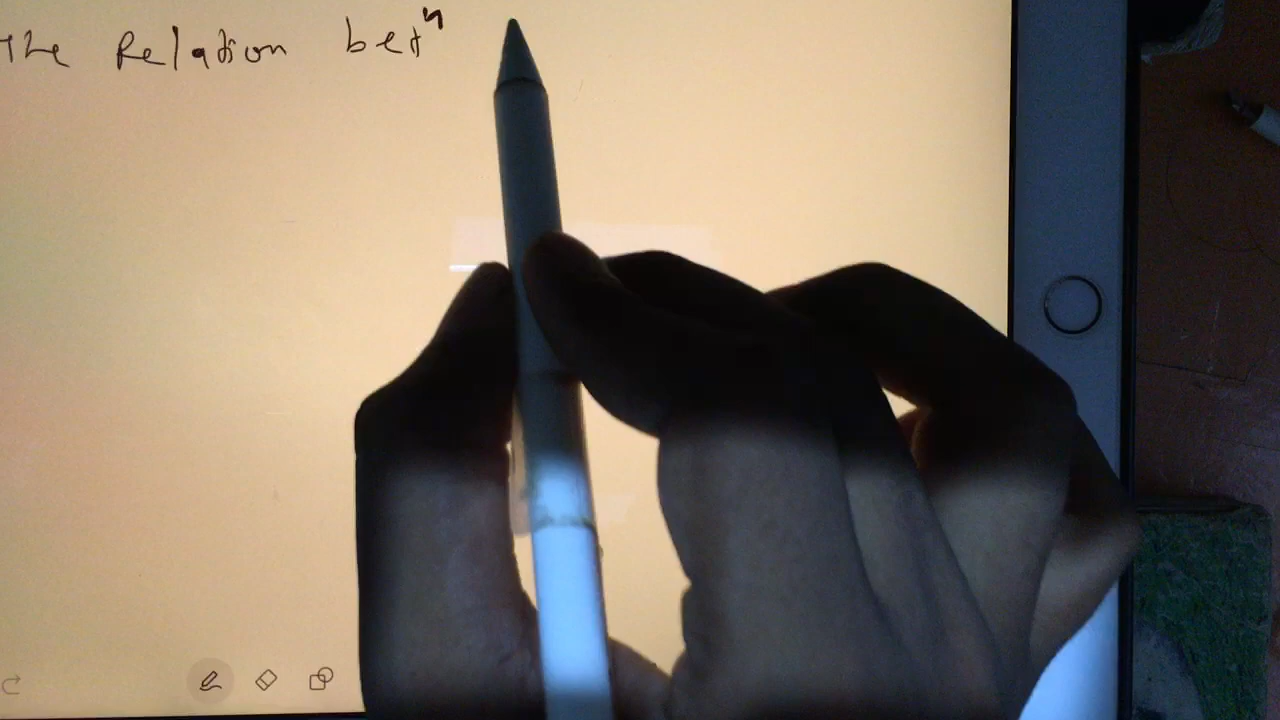 the Relation betⁿ